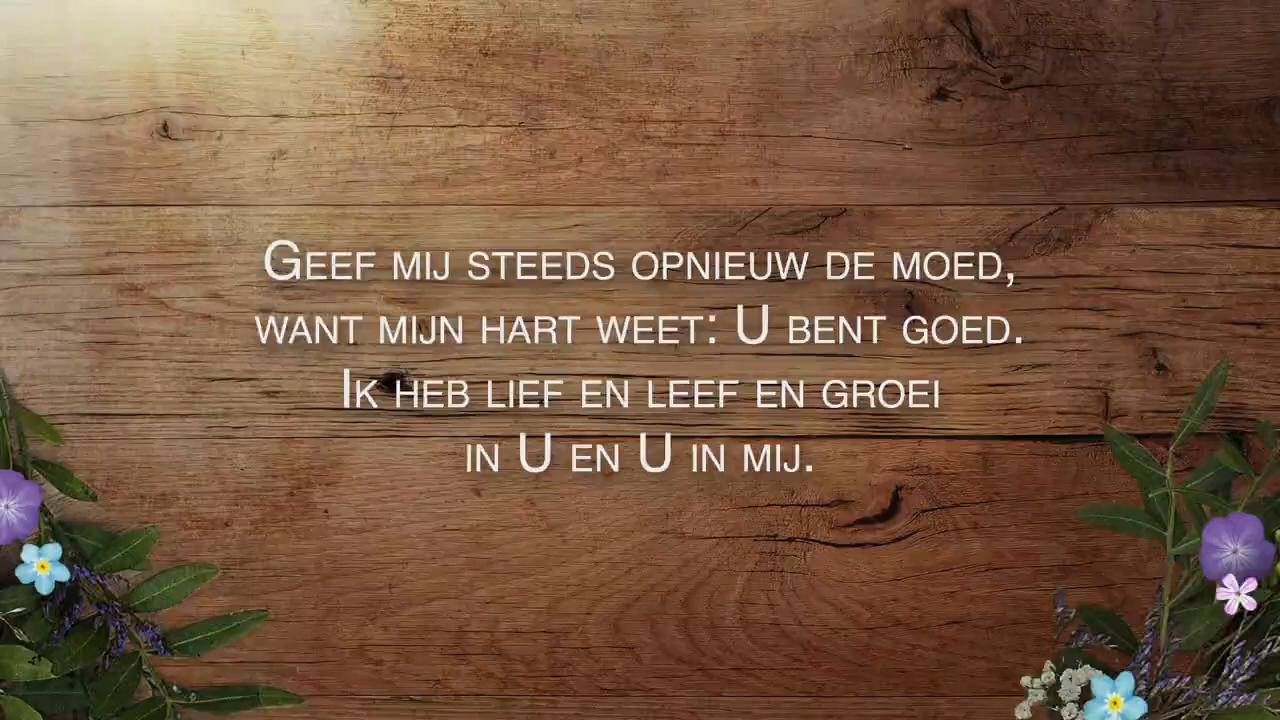 Geef mij steeds opnieuw de moed,
want mijn hart weet: U bent goed.
Ik heb lief en leef en groei
in U en U in mij.